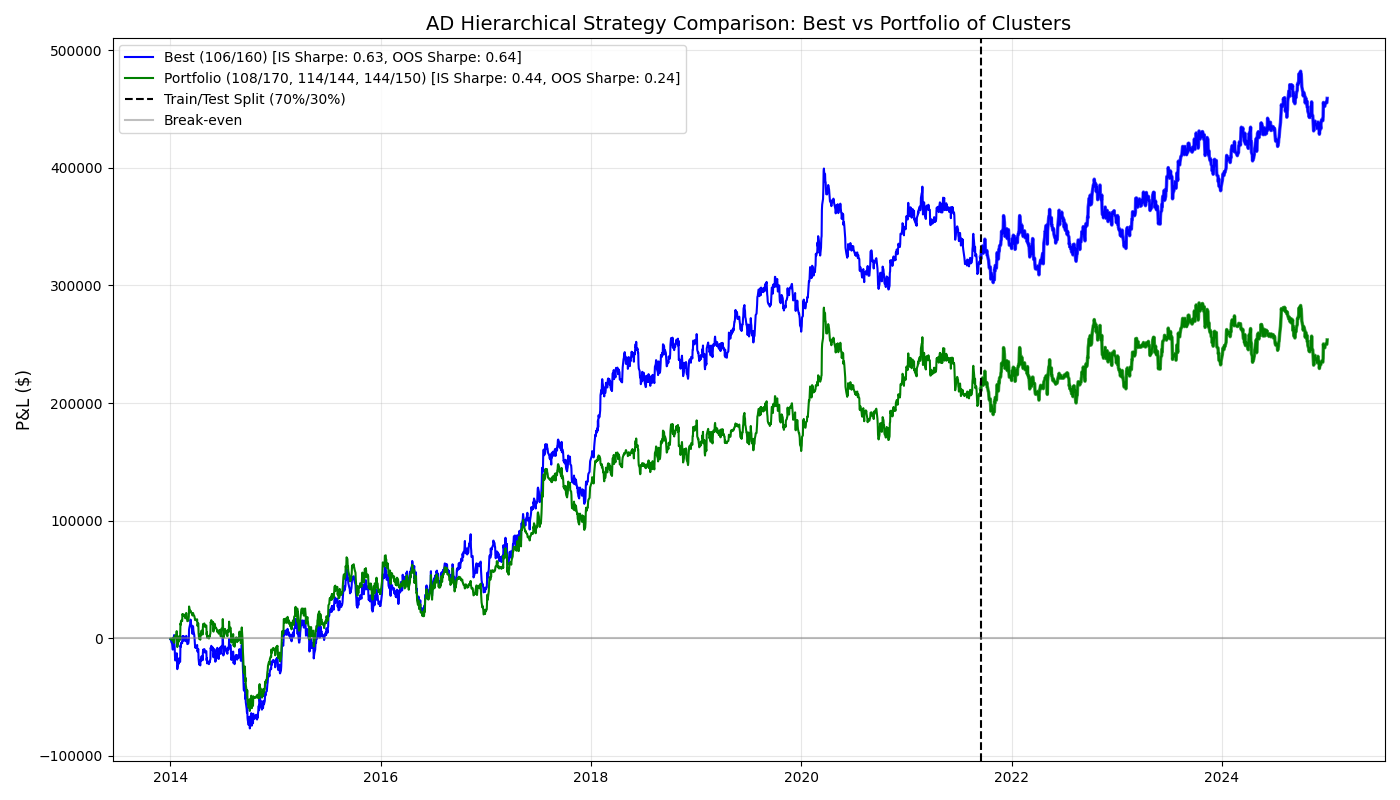 AD Hierarchical Strategy Comparison: Best vs Portfolio of Clusters
Best (106/160) [IS Sharpe: 0.63, OOS Sharpe: 0.64]
Portfolio (108/170, 114/144, 144/150) [IS Sharpe: 0.44, OOS Sharpe: 0.24]
Train/Test Split (70%/30%)
Break-even
P&L ($)
500000
400000
300000
200000
100000
0
−100000
2014
2016
2018
2020
2022
2024